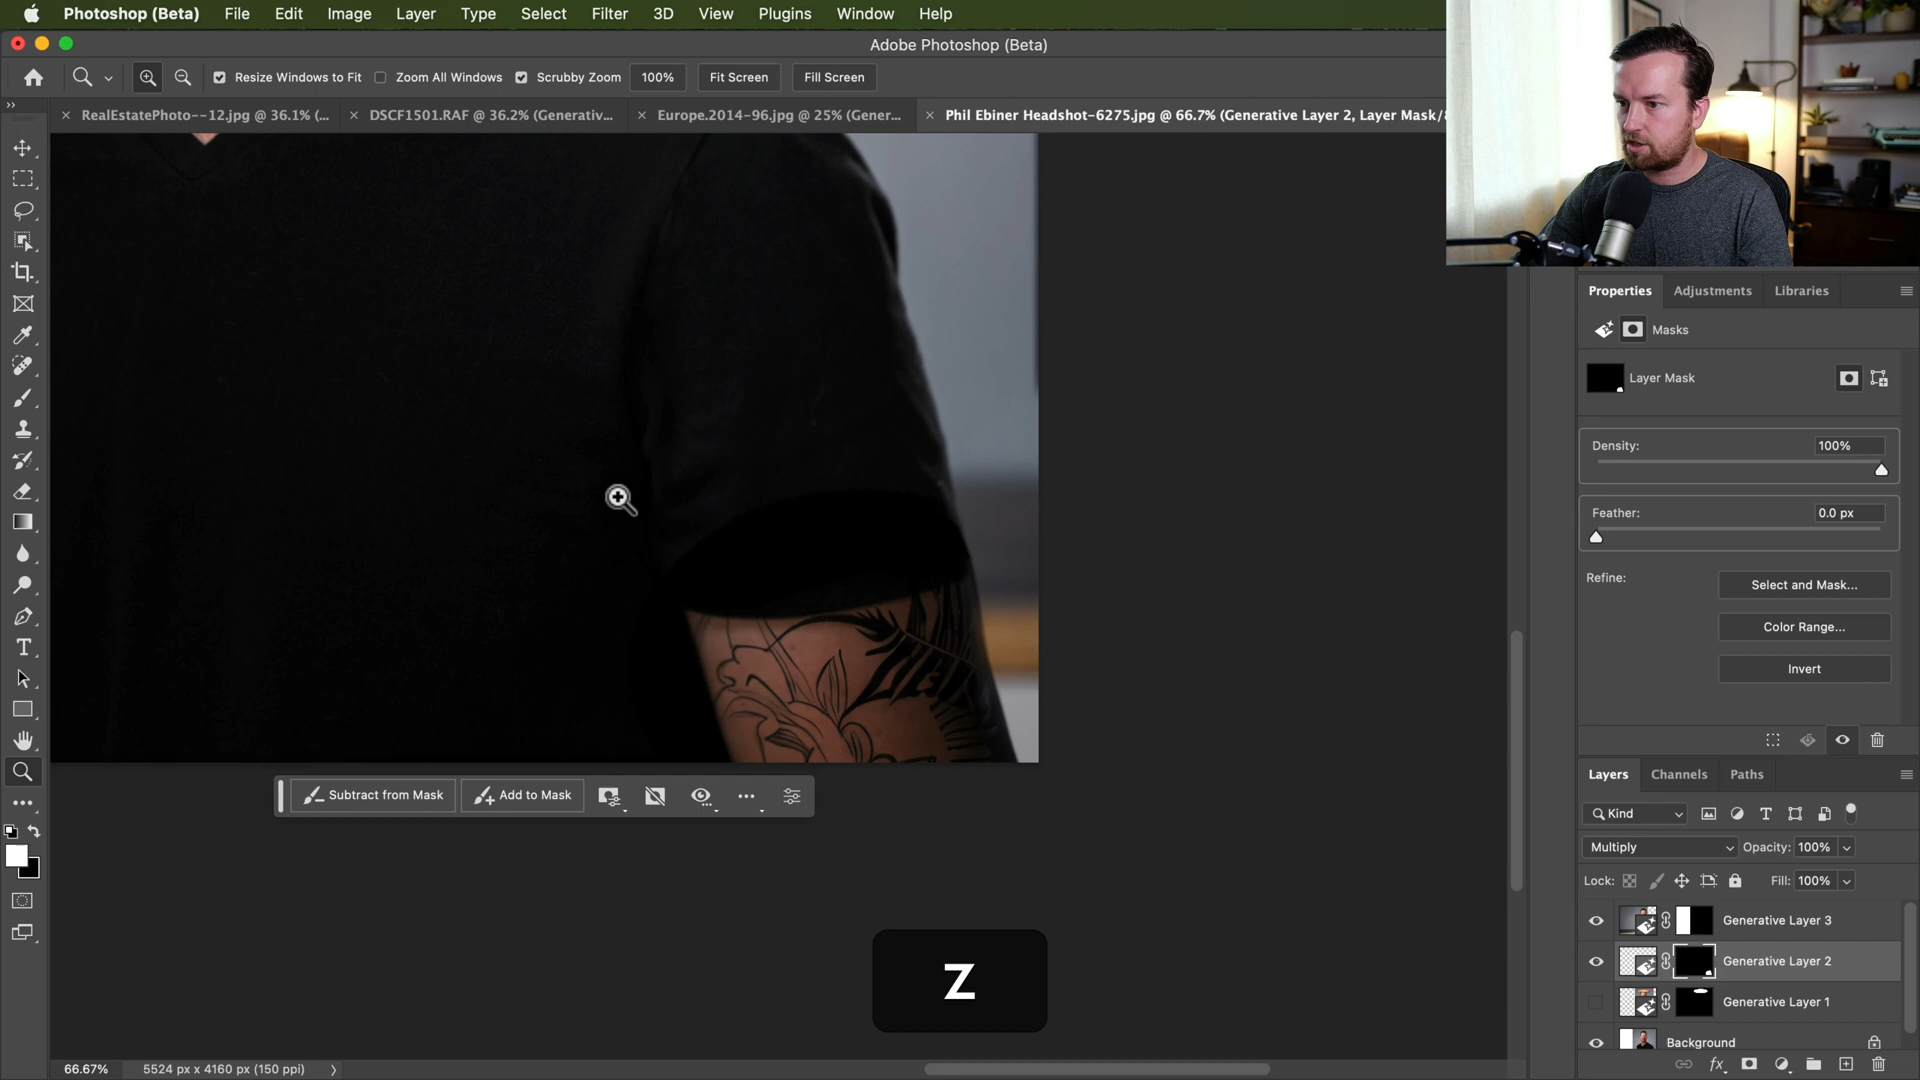 Photoshop (Beta) File Edit Image Layer Type Select Filter 3D View Plugins Window Help
Adobe Photoshop (Beta)
Resize Windows to Fit Zoom All Windows Scrubby Zoom 100% Fit Screen Fill Screen
RealEstatePhoto--12.jpg @ 36.1% (... DSCF1501.RAF @ 36.2% (Generativ... Europe.2014-96.jpg @ 25% (Gener... Phil Ebiner Headshot-6275.jpg @ 66.7% (Generative Layer 2, Layer Mask/
Properties Adjustments Libraries
Masks
Layer Mask
Density: 100%
Feather: 0.0 px
Refine: Select and Mask...
Color Range...
Invert
Subtract from Mask Add to Mask
Layers Channels Paths
Kind
Multiply Opacity: 100%
Lock: Fill: 100%
Generative Layer 3
Generative Layer 2
Generative Layer 1
Background
Z
66.67% 5524 px x 4160 px (150 ppi)